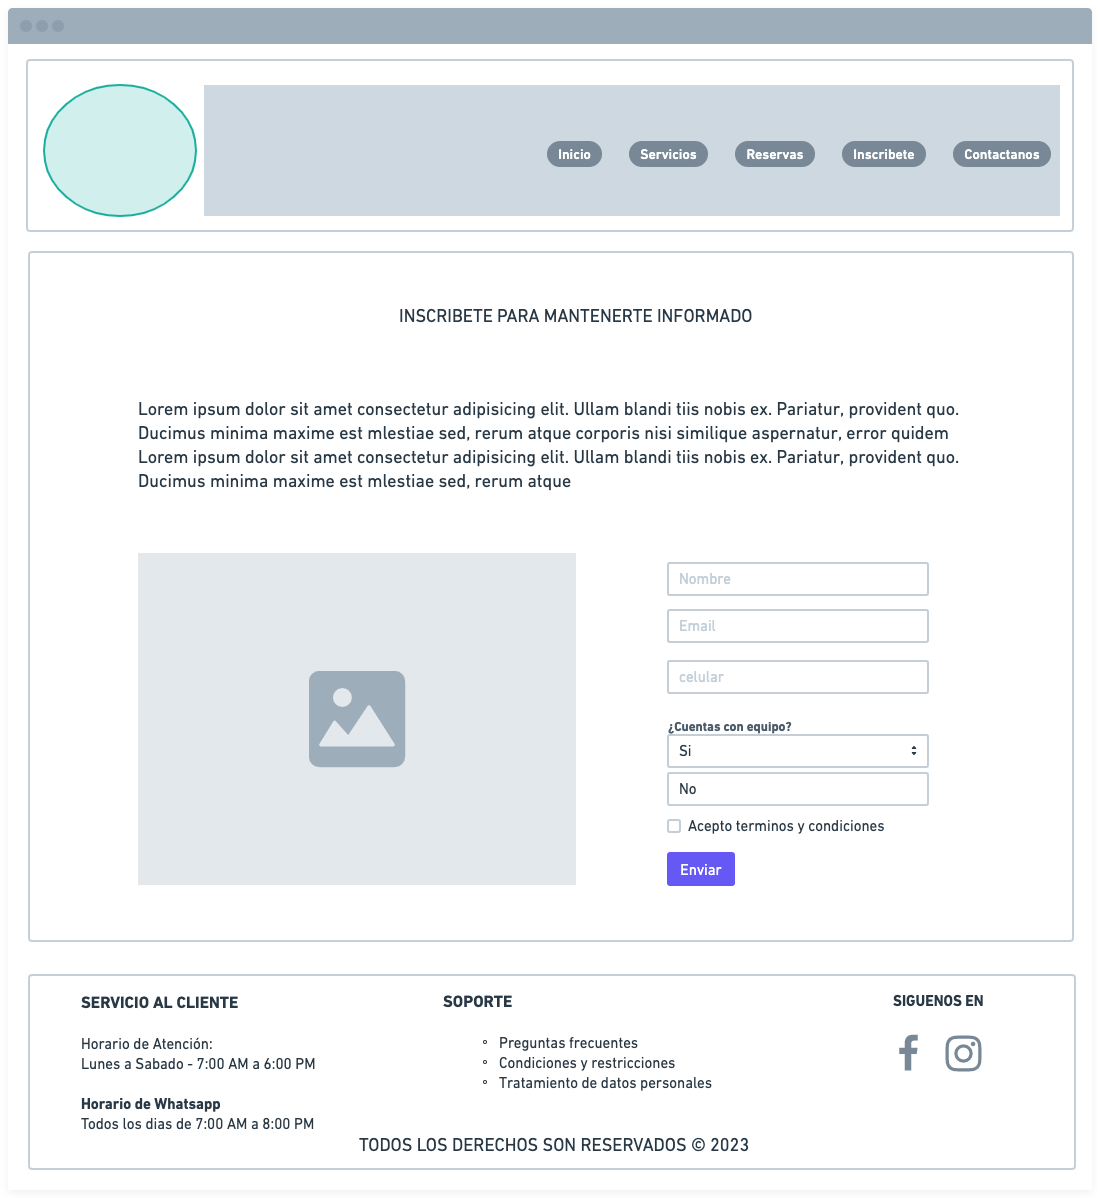 Inicio
Servicios
Reservas
Inscribete
Contactanos
INSCRIBETE PARA MANTENERTE INFORMADO
Lorem ipsum dolor sit amet consectetur adipisicing elit. Ullam blandi tiis nobis ex. Pariatur, provident quo.
Ducimus minima maxime est mlestiae sed, rerum atque corporis nisi similique aspernatur, error quidem
Lorem ipsum dolor sit amet consectetur adipisicing elit. Ullam blandi tiis nobis ex. Pariatur, provident quo.
Ducimus minima maxime est mlestiae sed, rerum atque
Nombre
Email
celular
¿Cuentas con equipo?
Si
No
Acepto terminos y condiciones
Enviar
SERVICIO AL CLIENTE
Horario de Atención:
Lunes a Sabado - 7:00 AM a 6:00 PM
Horario de Whatsapp
Todos los dias de 7:00 AM a 8:00 PM
SOPORTE
Preguntas frecuentes
Condiciones y restricciones
Tratamiento de datos personales
SIGUENOS EN
TODOS LOS DERECHOS SON RESERVADOS © 2023